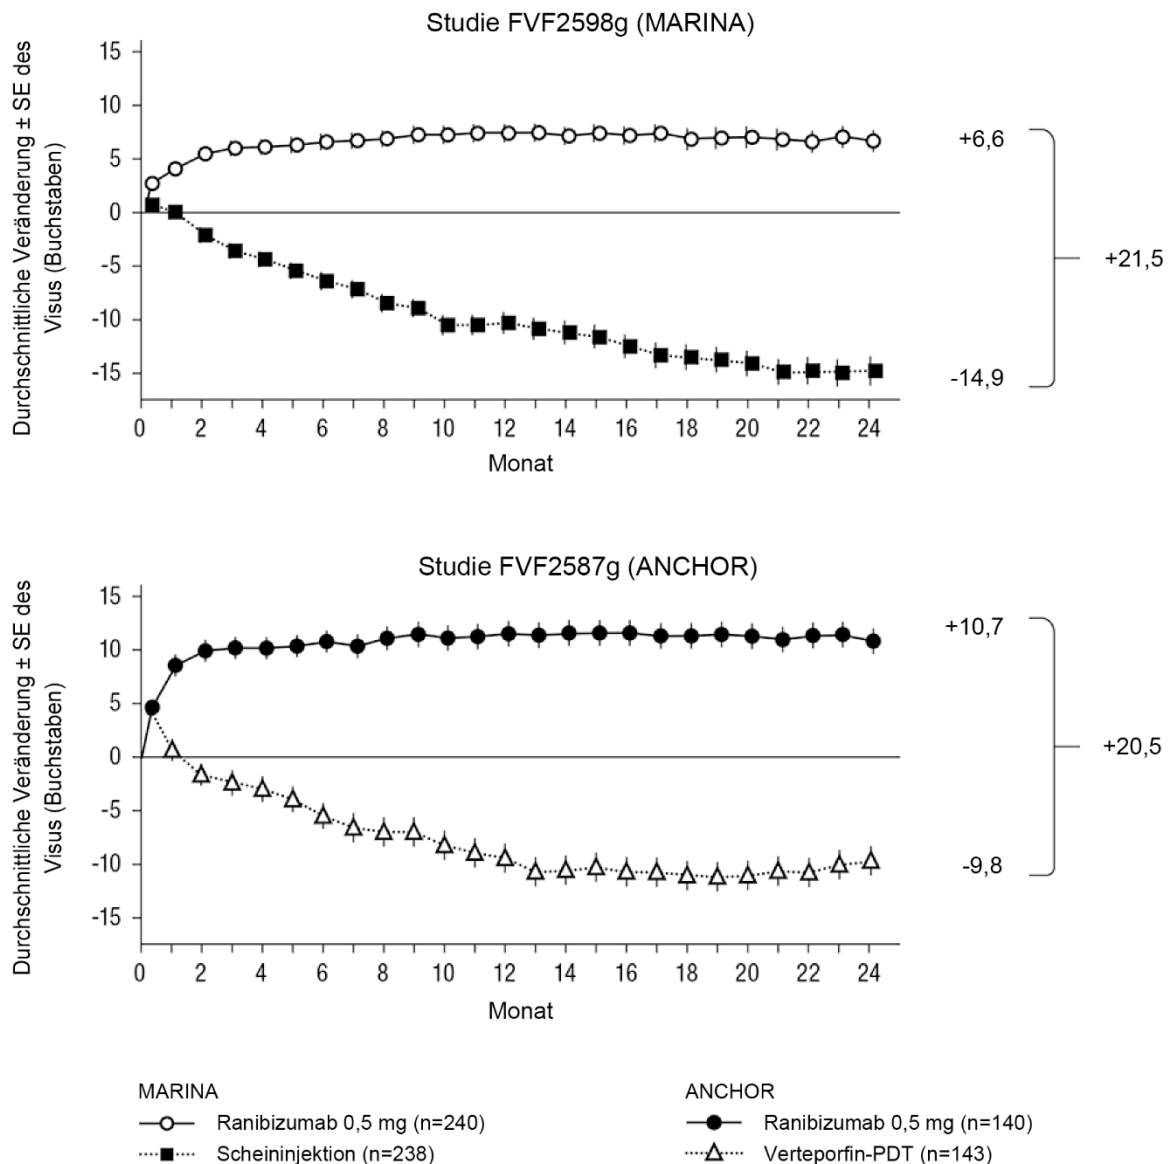 Studie FVF2598g (MARINA)
Durchschnittliche Veränderung ± SE des
Visus (Buchstaben)
15
10
5
0
-5
-10
-15
0 2 4 6 8 10 12 14 16 18 20 22 24
Monat
+6,6
+21,5
-14,9
Studie FVF2587g (ANCHOR)
Durchschnittliche Veränderung ± SE des
Visus (Buchstaben)
15
10
5
0
-5
-10
-15
0 2 4 6 8 10 12 14 16 18 20 22 24
Monat
+10,7
+20,5
-9,8
MARINA
Ranibizumab 0,5 mg (n=240)
Scheininjektion (n=238)
ANCHOR
Ranibizumab 0,5 mg (n=140)
Verteporfin-PDT (n=143)